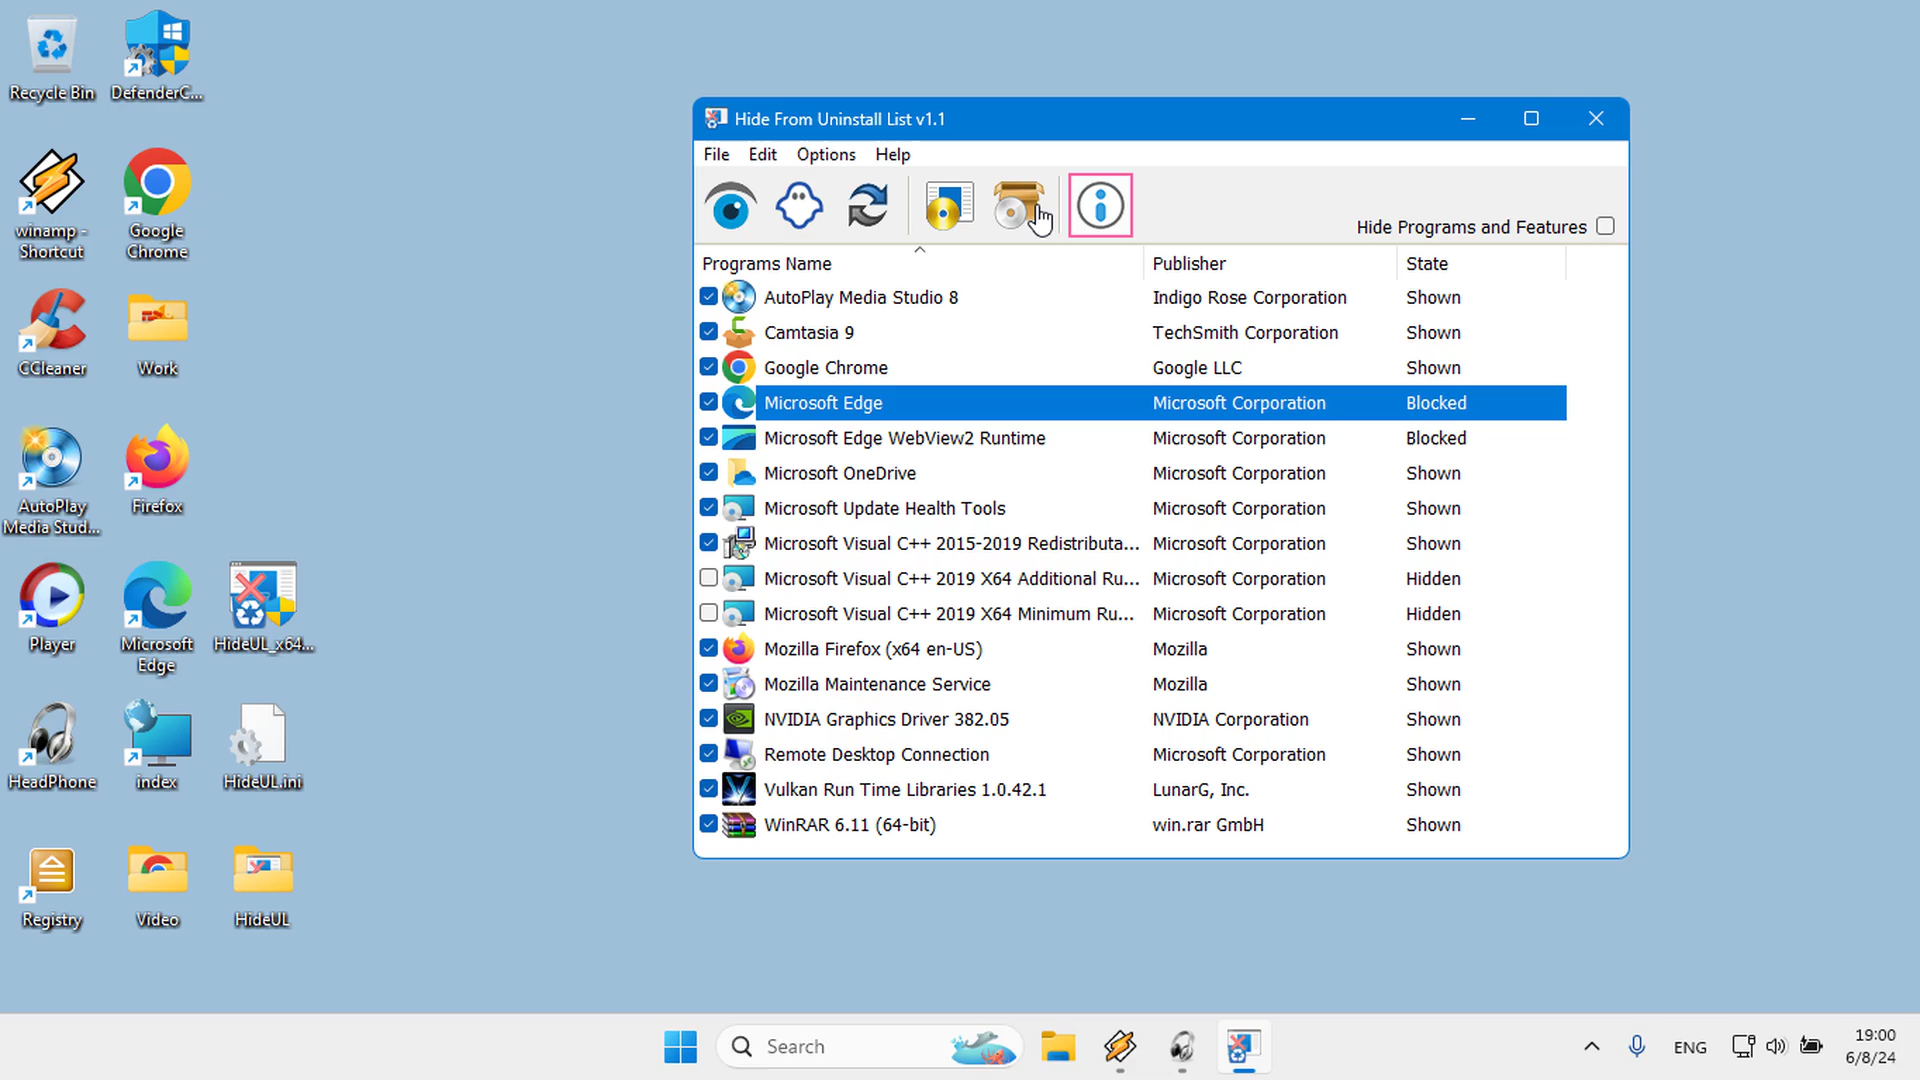 Recycle Bin
DefenderC...
winamp -
Shortcut
Google
Chrome
CCleaner
Work
AutoPlay
Media Stud...
Firefox
Player
Microsoft
Edge
HideUL_x64...
HeadPhone
index
HideUL.ini
Registry
Video
HideUL
Hide From Uninstall List v1.1
File Edit Options Help
Hide Programs and Features
Programs Name Publisher State
AutoPlay Media Studio 8 Indigo Rose Corporation Shown
Camtasia 9 TechSmith Corporation Shown
Google Chrome Google LLC Shown
Microsoft Edge Microsoft Corporation Blocked
Microsoft Edge WebView2 Runtime Microsoft Corporation Blocked
Microsoft OneDrive Microsoft Corporation Shown
Microsoft Update Health Tools Microsoft Corporation Shown
Microsoft Visual C++ 2015-2019 Redistributa... Microsoft Corporation Shown
Microsoft Visual C++ 2019 X64 Additional Ru... Microsoft Corporation Hidden
Microsoft Visual C++ 2019 X64 Minimum Ru... Microsoft Corporation Hidden
Mozilla Firefox (x64 en-US) Mozilla Shown
Mozilla Maintenance Service Mozilla Shown
NVIDIA Graphics Driver 382.05 NVIDIA Corporation Shown
Remote Desktop Connection Microsoft Corporation Shown
Vulkan Run Time Libraries 1.0.42.1 LunarG, Inc. Shown
WinRAR 6.11 (64-bit) win.rar GmbH Shown
Search
ENG
19:00
6/8/24